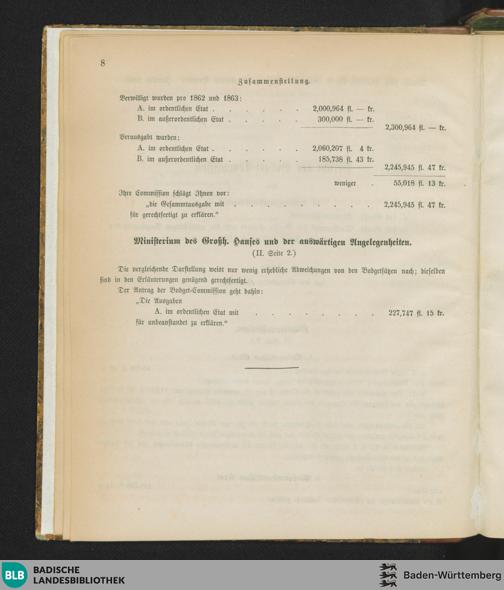 8
Zusammenstellung.
Bewilligt wurden pro 1862 und 1863:
A. im ordentlichen Etat . . . . . . 2,000,964 fl. — kr.
B. im außerordentlichen Etat . . . . . 300,000 fl. — kr.
2,300,964 fl. — kr.
Verausgabt wurden:
A. im ordentlichen Etat . . . . . . 2,060,207 fl. 4 kr.
B. im außerordentlichen Etat . . . . . 185,738 fl. 43 kr.
2,245,945 fl. 47 kr.
weniger . 55,018 fl. 13 kr.
Ihre Commission schlägt Ihnen vor:
„die Gesammtausgabe mit . . . . . . . . . 2,245,945 fl. 47 kr.
für gerechtfertigt zu erklären.“
Ministerium des Großh. Hauses und der auswärtigen Angelegenheiten.
(II. Seite 2.)
Die vergleichende Darstellung weist nur wenig erhebliche Abweichungen von den Budgetsätzen nach; dieselben
sind in den Erläuterungen genügend gerechtfertigt.
Der Antrag der Budget-Commission geht dahin:
„Die Ausgaben
A. im ordentlichen Etat mit . . . . . . . . 227,747 fl. 15 kr.
für unbeanstandet zu erklären.“
BLB
BADISCHE
LANDESBIBLIOTHEK
Baden-Württemberg